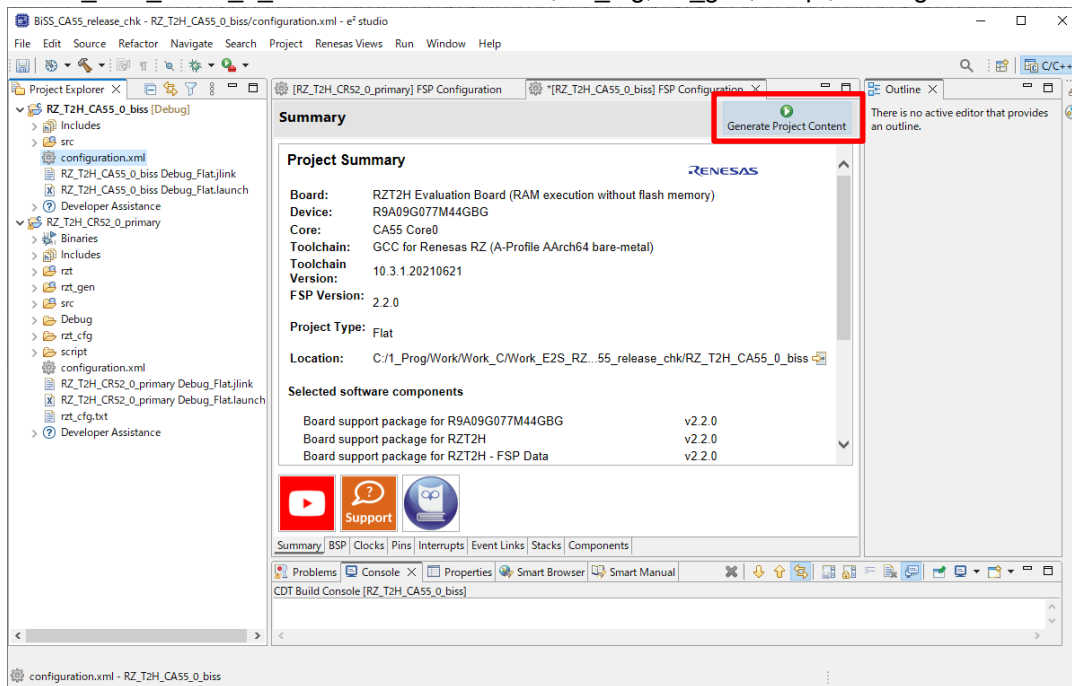 BiSS_CA55_release_chk - RZ_T2H_CA55_0_biss/configuration.xml - e² studio
File Edit Source Refactor Navigate Search Project Renesas Views Run Window Help
C/C++
Project Explorer
[RZ_T2H_CR52_0_primary] FSP Configuration
*[RZ_T2H_CA55_0_biss] FSP Configuration
Outline
RZ_T2H_CA55_0_biss [Debug]
Includes
src
configuration.xml
RZ_T2H_CA55_0_biss Debug_Flat.jlink
RZ_T2H_CA55_0_biss Debug_Flat.launch
Developer Assistance
RZ_T2H_CR52_0_primary
Binaries
Includes
rzt
rzt_gen
src
Debug
rzt_cfg
script
configuration.xml
RZ_T2H_CR52_0_primary Debug_Flat.jlink
RZ_T2H_CR52_0_primary Debug_Flat.launch
rzt_cfg.txt
Developer Assistance
Summary
Generate Project Content
Project Summary
RENESAS
Board: RZT2H Evaluation Board (RAM execution without flash memory)
Device: R9A09G077M44GBG
Core: CA55 Core0
Toolchain: GCC for Renesas RZ (A-Profile AArch64 bare-metal)
Toolchain Version: 10.3.1.20210621
FSP Version: 2.2.0
Project Type: Flat
Location: C:/1_Prog/Work/Work_C/Work_E2S_RZ...55_release_chk/RZ_T2H_CA55_0_biss
Selected software components
Board support package for R9A09G077M44GBG v2.2.0
Board support package for RZT2H v2.2.0
Board support package for RZT2H - FSP Data v2.2.0
Support
Summary BSP Clocks Pins Interrupts Event Links Stacks Components
There is no active editor that provides
an outline.
Problems Console Properties Smart Browser Smart Manual
CDT Build Console [RZ_T2H_CA55_0_biss]
configuration.xml - RZ_T2H_CA55_0_biss